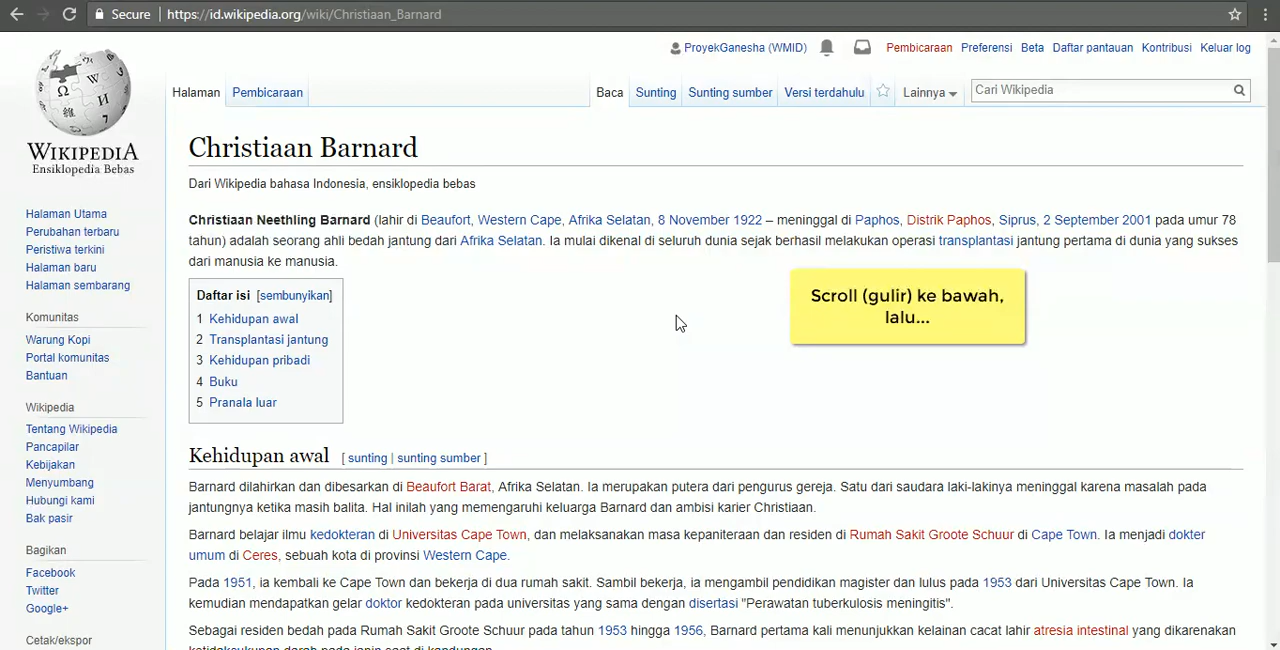 Secure | https://id.wikipedia.org/wiki/Christiaan_Barnard
ProyekGanesha (WMID) Pembicaraan Preferensi Beta Daftar pantauan Kontribusi Keluar log
Halaman Pembicaraan Baca Sunting Sunting sumber Versi terdahulu Lainnya Cari Wikipedia
WIKIPEDIA
Ensiklopedia Bebas
Halaman Utama
Perubahan terbaru
Peristiwa terkini
Halaman baru
Halaman sembarang
Komunitas
Warung Kopi
Portal komunitas
Bantuan
Wikipedia
Tentang Wikipedia
Pancapilar
Kebijakan
Menyumbang
Hubungi kami
Bak pasir
Bagikan
Facebook
Twitter
Google+
Cetak/ekspor
Christiaan Barnard
Dari Wikipedia bahasa Indonesia, ensiklopedia bebas
Christiaan Neethling Barnard (lahir di Beaufort, Western Cape, Afrika Selatan, 8 November 1922 – meninggal di Paphos, Distrik Paphos, Siprus, 2 September 2001 pada umur 78
tahun) adalah seorang ahli bedah jantung dari Afrika Selatan. Ia mulai dikenal di seluruh dunia sejak berhasil melakukan operasi transplantasi jantung pertama di dunia yang sukses
dari manusia ke manusia.
Scroll (gulir) ke bawah,
lalu...
Daftar isi [sembunyikan]
1 Kehidupan awal
2 Transplantasi jantung
3 Kehidupan pribadi
4 Buku
5 Pranala luar
Kehidupan awal [ sunting | sunting sumber ]
Barnard dilahirkan dan dibesarkan di Beaufort Barat, Afrika Selatan. Ia merupakan putera dari pengurus gereja. Satu dari saudara laki-lakinya meninggal karena masalah pada
jantungnya ketika masih balita. Hal inilah yang memengaruhi keluarga Barnard dan ambisi karier Christiaan.
Barnard belajar ilmu kedokteran di Universitas Cape Town, dan melaksanakan masa kepaniteraan dan residen di Rumah Sakit Groote Schuur di Cape Town. Ia menjadi dokter
umum di Ceres, sebuah kota di provinsi Western Cape.
Pada 1951, ia kembali ke Cape Town dan bekerja di dua rumah sakit. Sambil bekerja, ia mengambil pendidikan magister dan lulus pada 1953 dari Universitas Cape Town. Ia
kemudian mendapatkan gelar doktor kedokteran pada universitas yang sama dengan disertasi "Perawatan tuberkulosis meningitis".
Sebagai residen bedah pada Rumah Sakit Groote Schuur pada tahun 1953 hingga 1956, Barnard pertama kali menunjukkan kelainan cacat lahir atresia intestinal yang dikarenakan